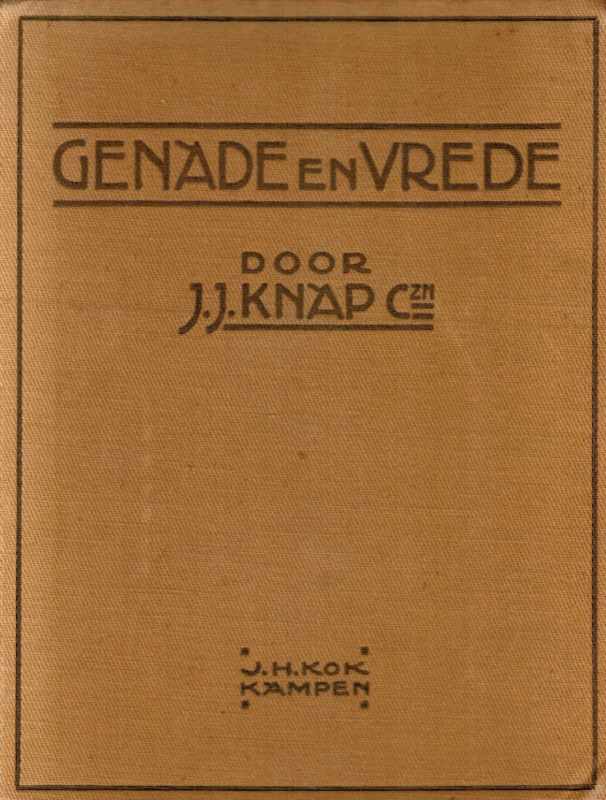 GENADE EN VREDE
DOOR
J.J. KNAP Czn
J.H. KOK
KAMPEN